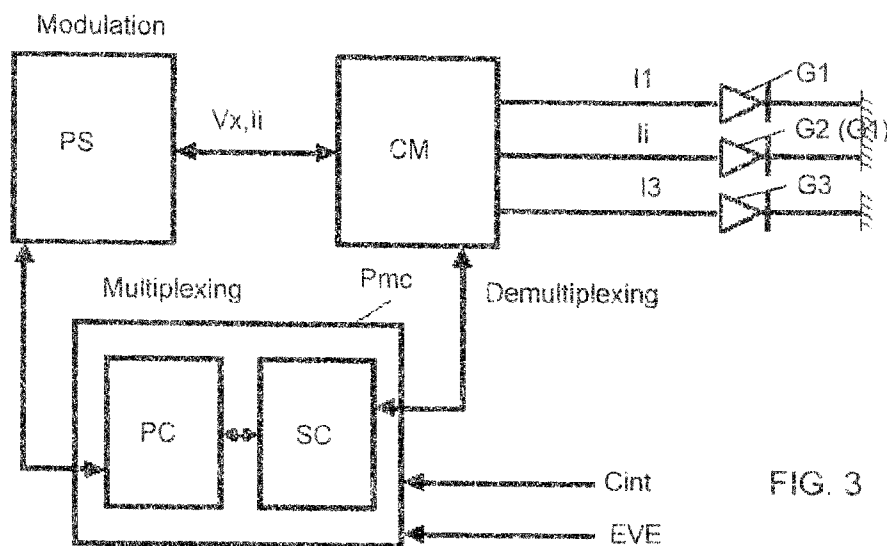 Modulation
PS
Vx,Ii
CM
I1
G1
Ii
G2 (Gi)
I3
G3
Multiplexing
Pmc
Demultiplexing
PC
SC
Cint
EVE
FIG. 3